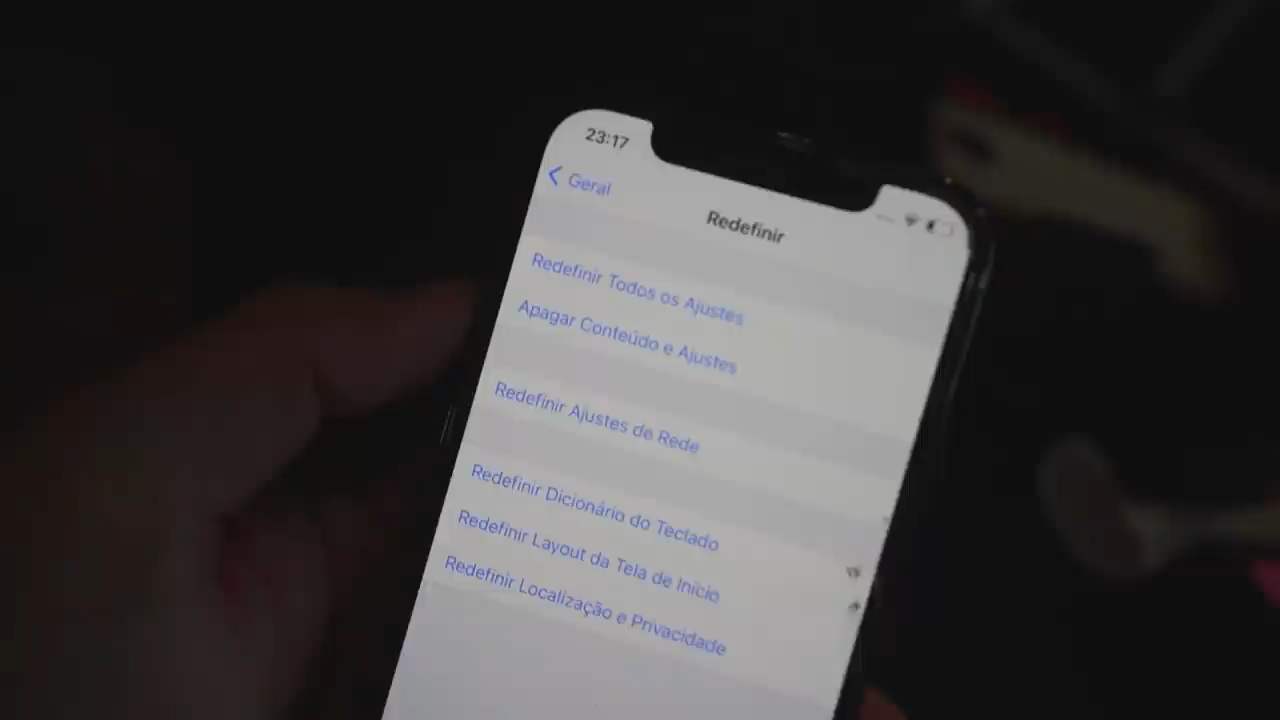 23:17
Geral
Redefinir
Redefinir Todos os Ajustes
Apagar Conteúdo e Ajustes
Redefinir Ajustes de Rede
Redefinir Dicionário do Teclado
Redefinir Layout da Tela de Início
Redefinir Localização e Privacidade